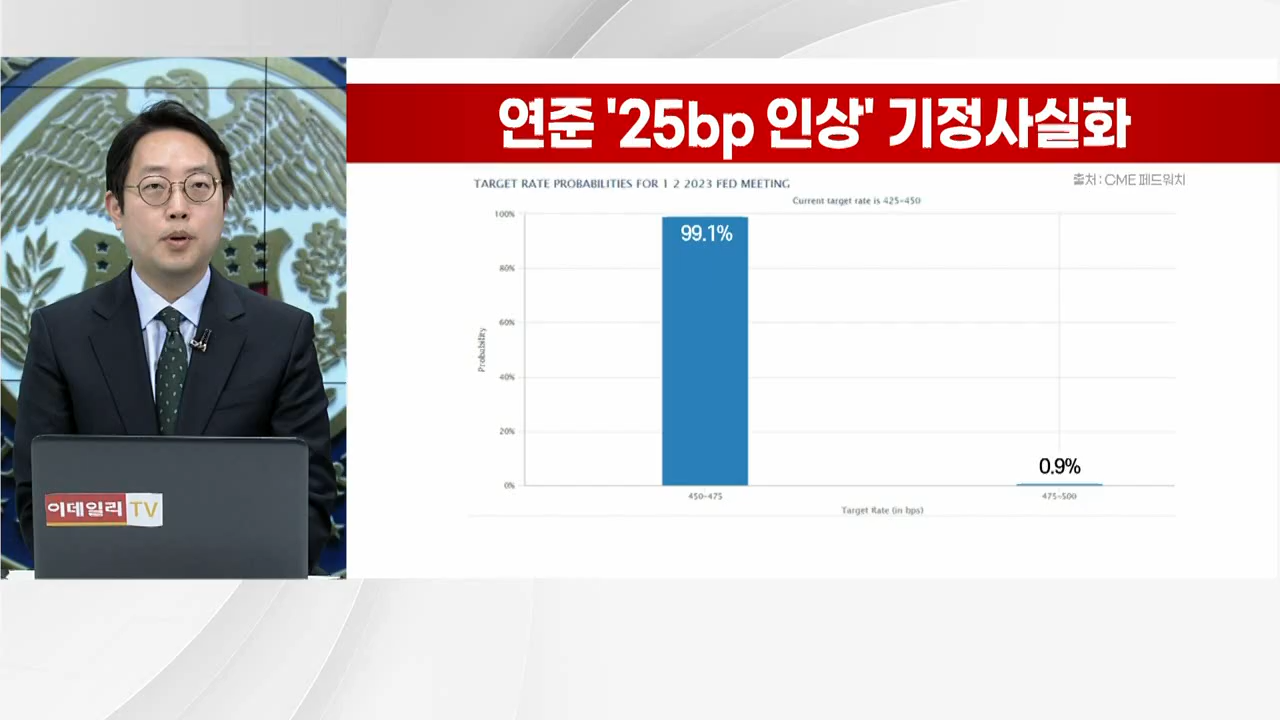 연준 '25bp 인상' 기정사실화
TARGET RATE PROBABILITIES FOR 1 2 2023 FED MEETING
출처 : CME 페드워치
Current target rate is 425-450
100%
80%
60%
40%
20%
0%
Probability
99.1%
0.9%
450-475
475-500
Target Rate (in bps)
이데일리 TV